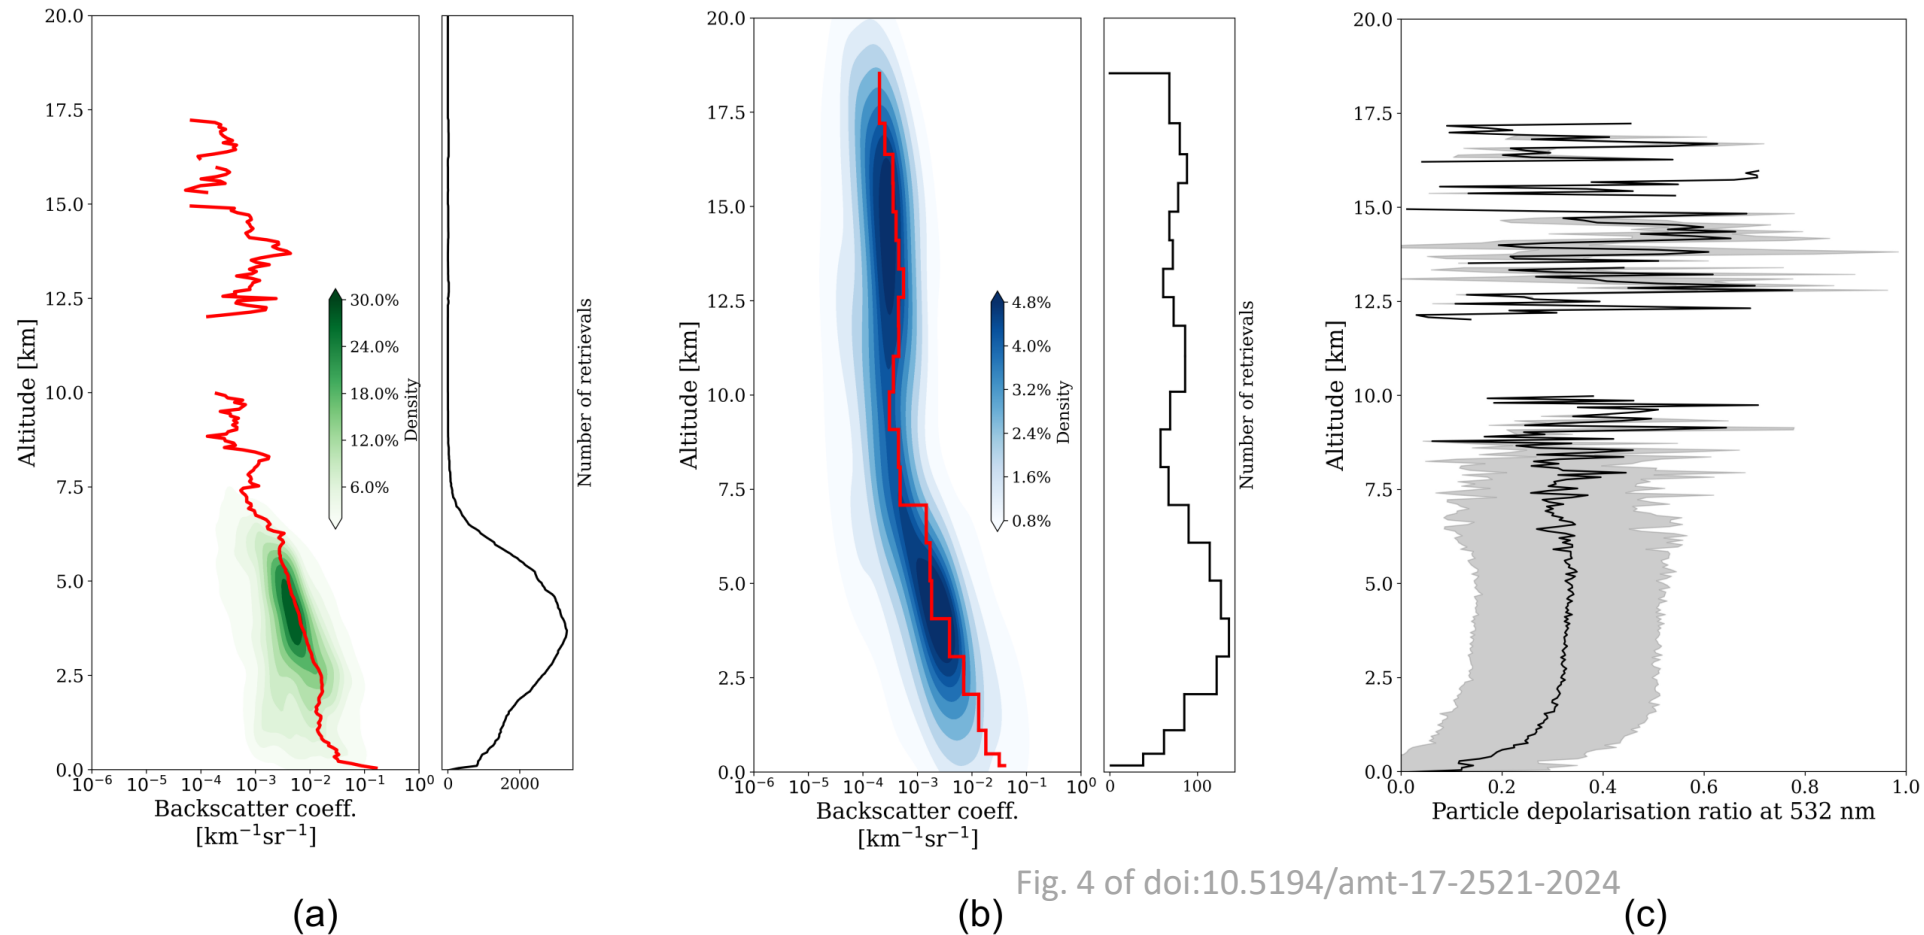 20.0
17.5
15.0
12.5
10.0
7.5
5.0
2.5
0.0
Altitude [km]
10⁻⁶ 10⁻⁵ 10⁻⁴ 10⁻³ 10⁻² 10⁻¹ 10⁰
Backscatter coeff.
[km⁻¹sr⁻¹]
30.0%
24.0%
18.0%
12.0%
6.0%
Density
0 2000
Number of retrievals
(a)
20.0
17.5
15.0
12.5
10.0
7.5
5.0
2.5
0.0
Altitude [km]
10⁻⁶ 10⁻⁵ 10⁻⁴ 10⁻³ 10⁻² 10⁻¹ 10⁰
Backscatter coeff.
[km⁻¹sr⁻¹]
4.8%
4.0%
3.2%
2.4%
1.6%
0.8%
Density
0 100
Number of retrievals
(b)
20.0
17.5
15.0
12.5
10.0
7.5
5.0
2.5
0.0
Altitude [km]
0.0 0.2 0.4 0.6 0.8 1.0
Particle depolarisation ratio at 532 nm
Fig. 4 of doi:10.5194/amt-17-2521-2024
(c)